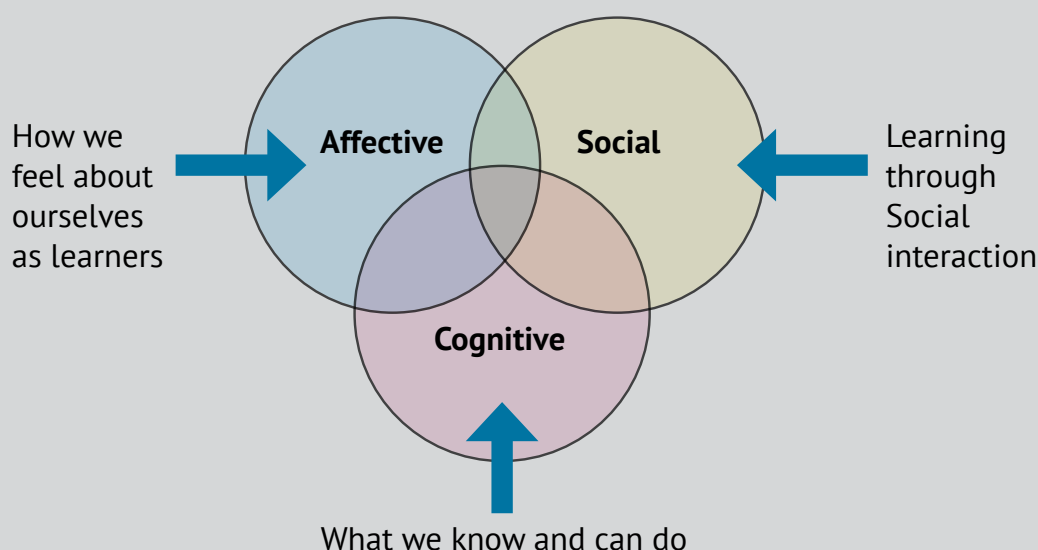 How we
feel about
ourselves
as learners
Affective
Social
Learning
through
Social
interaction
Cognitive
What we know and can do